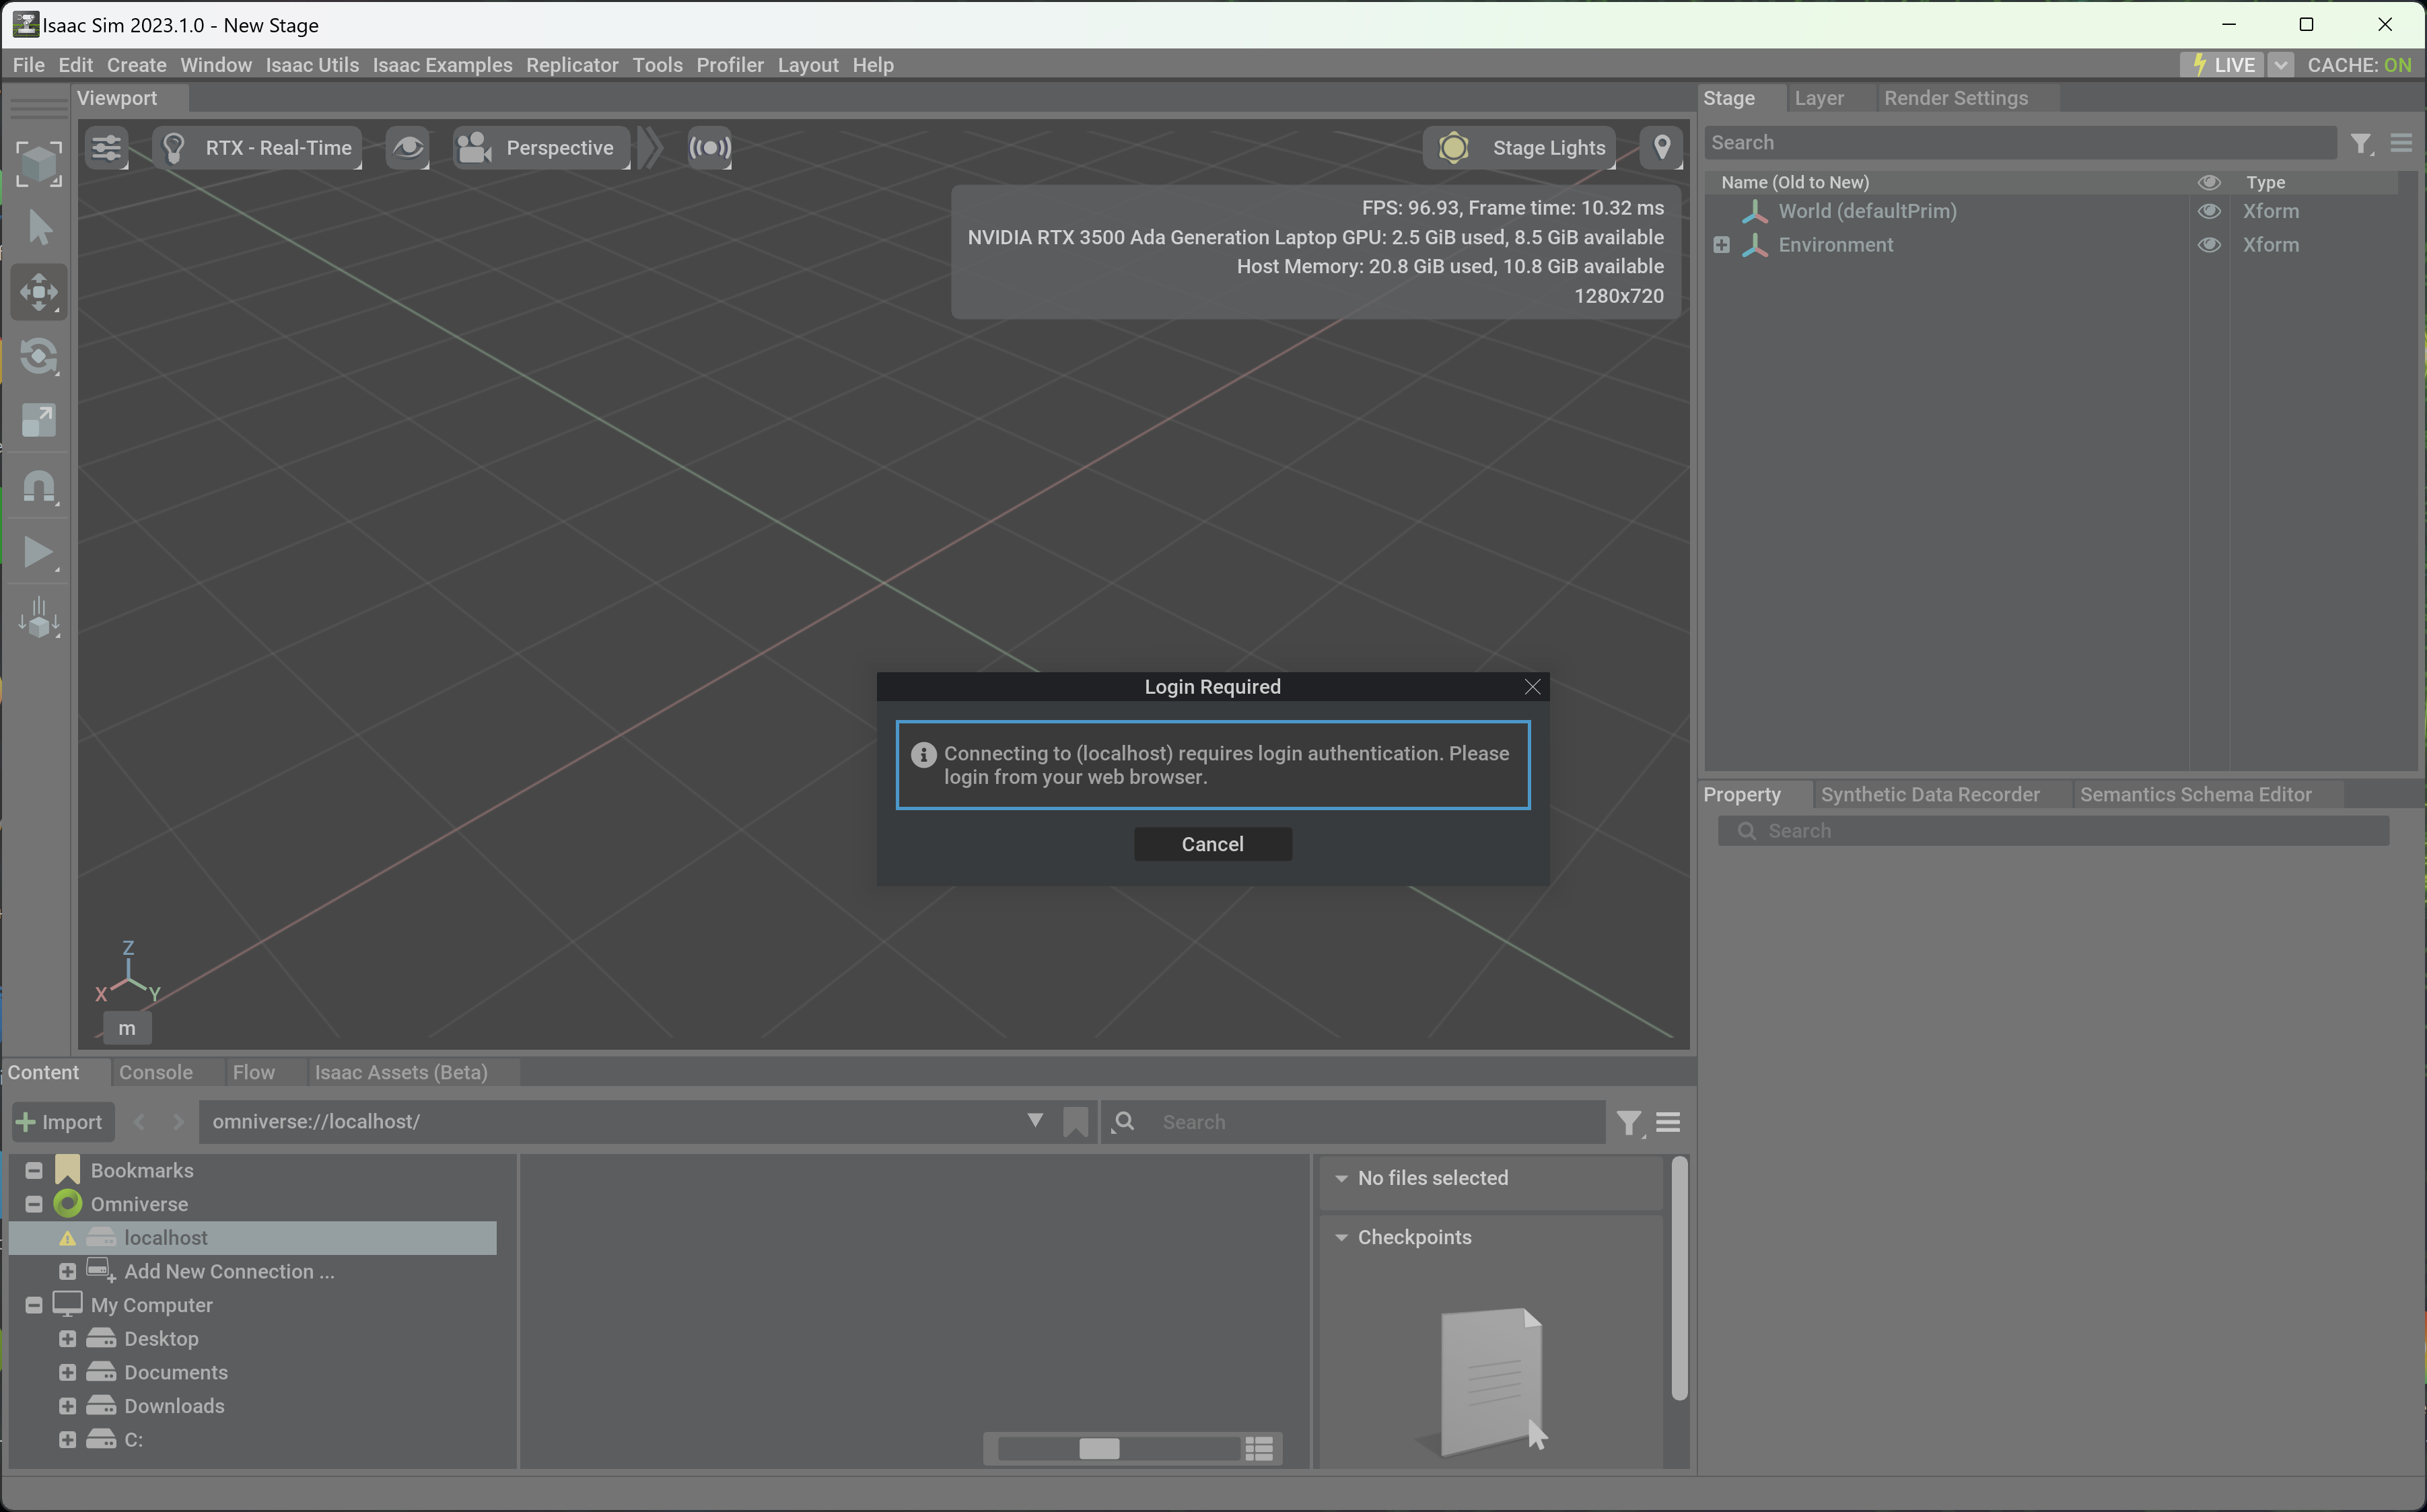 Isaac Sim 2023.1.0 - New Stage
File Edit Create Window Isaac Utils Isaac Examples Replicator Tools Profiler Layout Help LIVE CACHE: ON
Viewport
RTX - Real-Time Perspective Stage Lights
FPS: 96.93, Frame time: 10.32 ms
NVIDIA RTX 3500 Ada Generation Laptop GPU: 2.5 GiB used, 8.5 GiB available
Host Memory: 20.8 GiB used, 10.8 GiB available
1280x720
Login Required
Connecting to (localhost) requires login authentication. Please
login from your web browser.
Cancel
Z
X Y
m
Stage Layer Render Settings
Search
Name (Old to New) Type
World (defaultPrim) Xform
Environment Xform
Property Synthetic Data Recorder Semantics Schema Editor
Search
Content Console Flow Isaac Assets (Beta)
Import omniverse://localhost/ Search
Bookmarks
Omniverse
localhost
Add New Connection ...
My Computer
Desktop
Documents
Downloads
C:
No files selected
Checkpoints